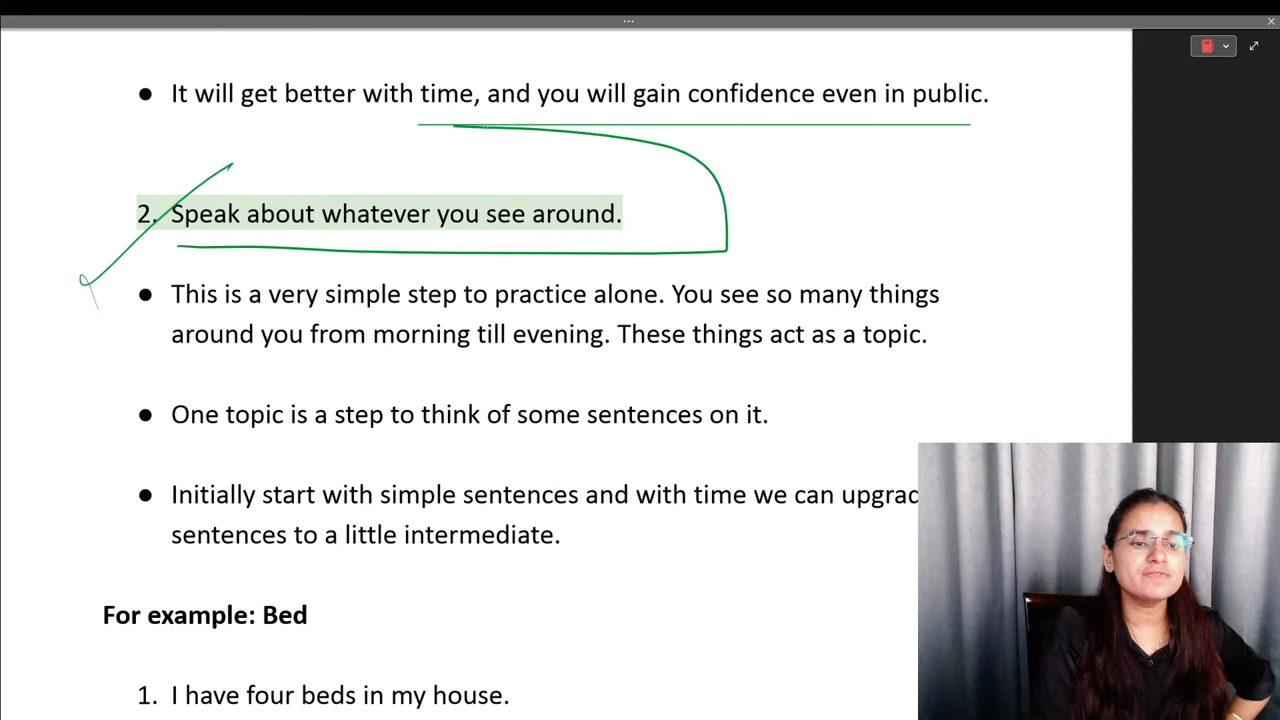 ● It will get better with time, and you will gain confidence even in public.
2. Speak about whatever you see around.
● This is a very simple step to practice alone. You see so many things
around you from morning till evening. These things act as a topic.
● One topic is a step to think of some sentences on it.
● Initially start with simple sentences and with time we can
sentences to a little intermediate.
For example: Bed
1. I have four beds in my house.